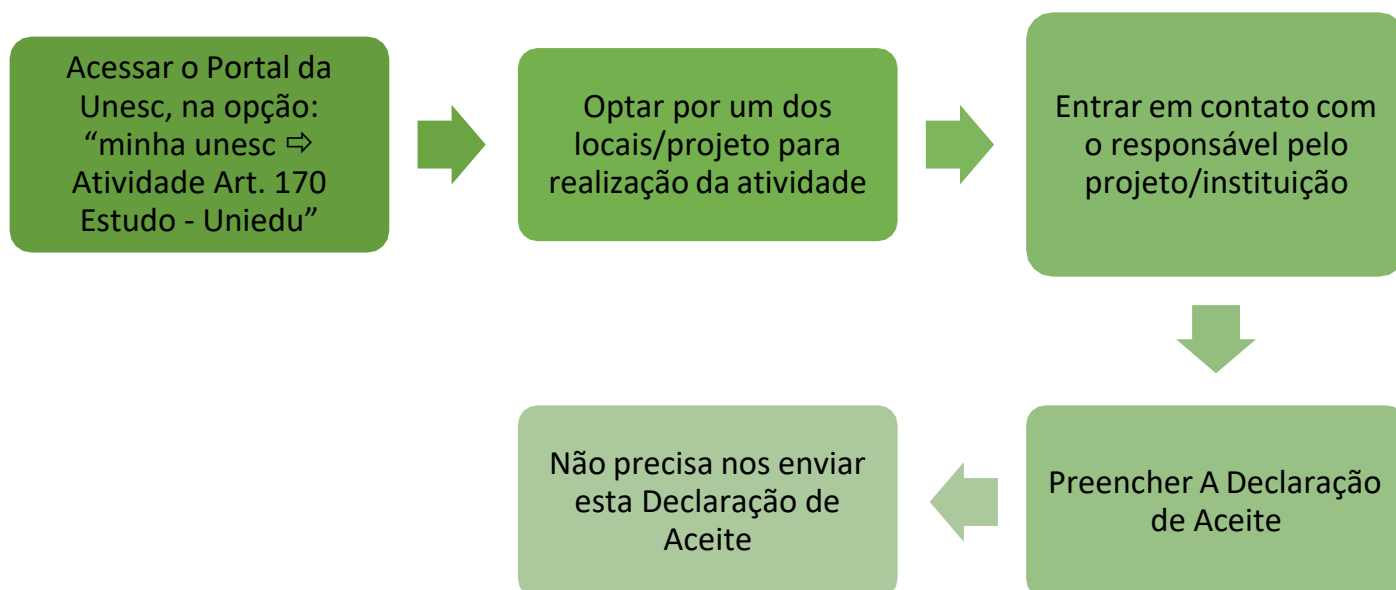 Acessar o Portal da
Unesc, na opção:
“minha unesc ⇨
Atividade Art. 170
Estudo - Uniedu”
Optar por um dos
locais/projeto para
realização da atividade
Entrar em contato com
o responsável pelo
projeto/instituição
Preencher A Declaração
de Aceite
Não precisa nos enviar
esta Declaração de
Aceite